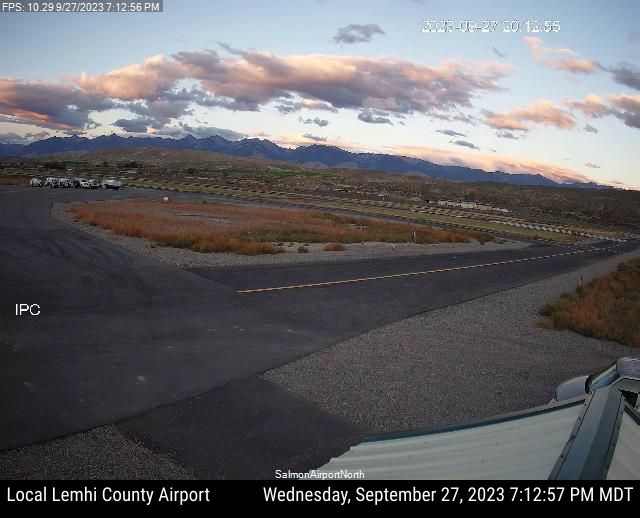 FPS: 10.29 9/27/2023 7:12:56 PM
2023-09-27 20:12:55
IPC
SalmonAirportNorth
Local Lemhi County Airport Wednesday, September 27, 2023 7:12:57 PM MDT